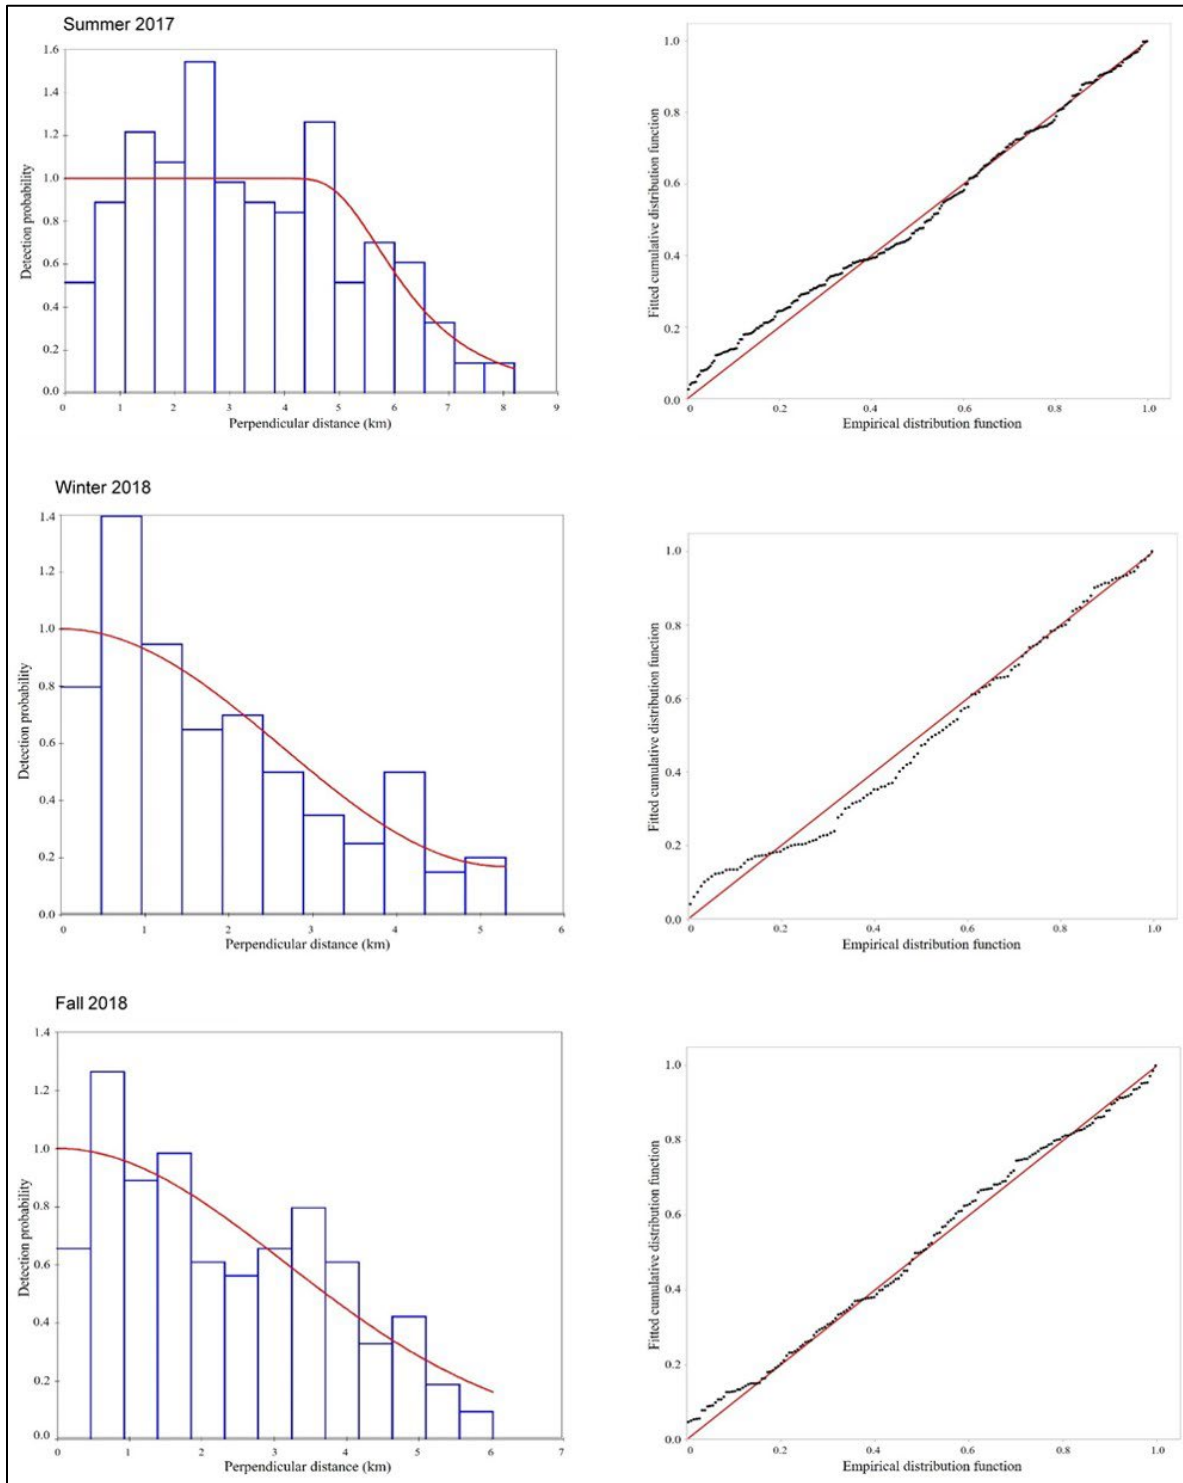 Summer 2017
1.6
1.4
1.2
1.0
0.8
0.6
0.4
0.2
0.0
Detection probability
0 1 2 3 4 5 6 7 8 9
Perpendicular distance (km)
1.0
0.8
0.6
0.4
0.2
0.0
Fitted cumulative distribution function
0 0.2 0.4 0.6 0.8 1.0
Empirical distribution function
Winter 2018
1.4
1.2
1.0
0.8
0.6
0.4
0.2
0.0
Detection probability
0 1 2 3 4 5 6
Perpendicular distance (km)
1.0
0.8
0.6
0.4
0.2
0.0
Fitted cumulative distribution function
0 0.2 0.4 0.6 0.8 1.0
Empirical distribution function
Fall 2018
1.4
1.2
1.0
0.8
0.6
0.4
0.2
0.0
Detection probability
0 1 2 3 4 5 6 7
Perpendicular distance (km)
1.0
0.8
0.6
0.4
0.2
0.0
Fitted cumulative distribution function
0 0.2 0.4 0.6 0.8 1.0
Empirical distribution function